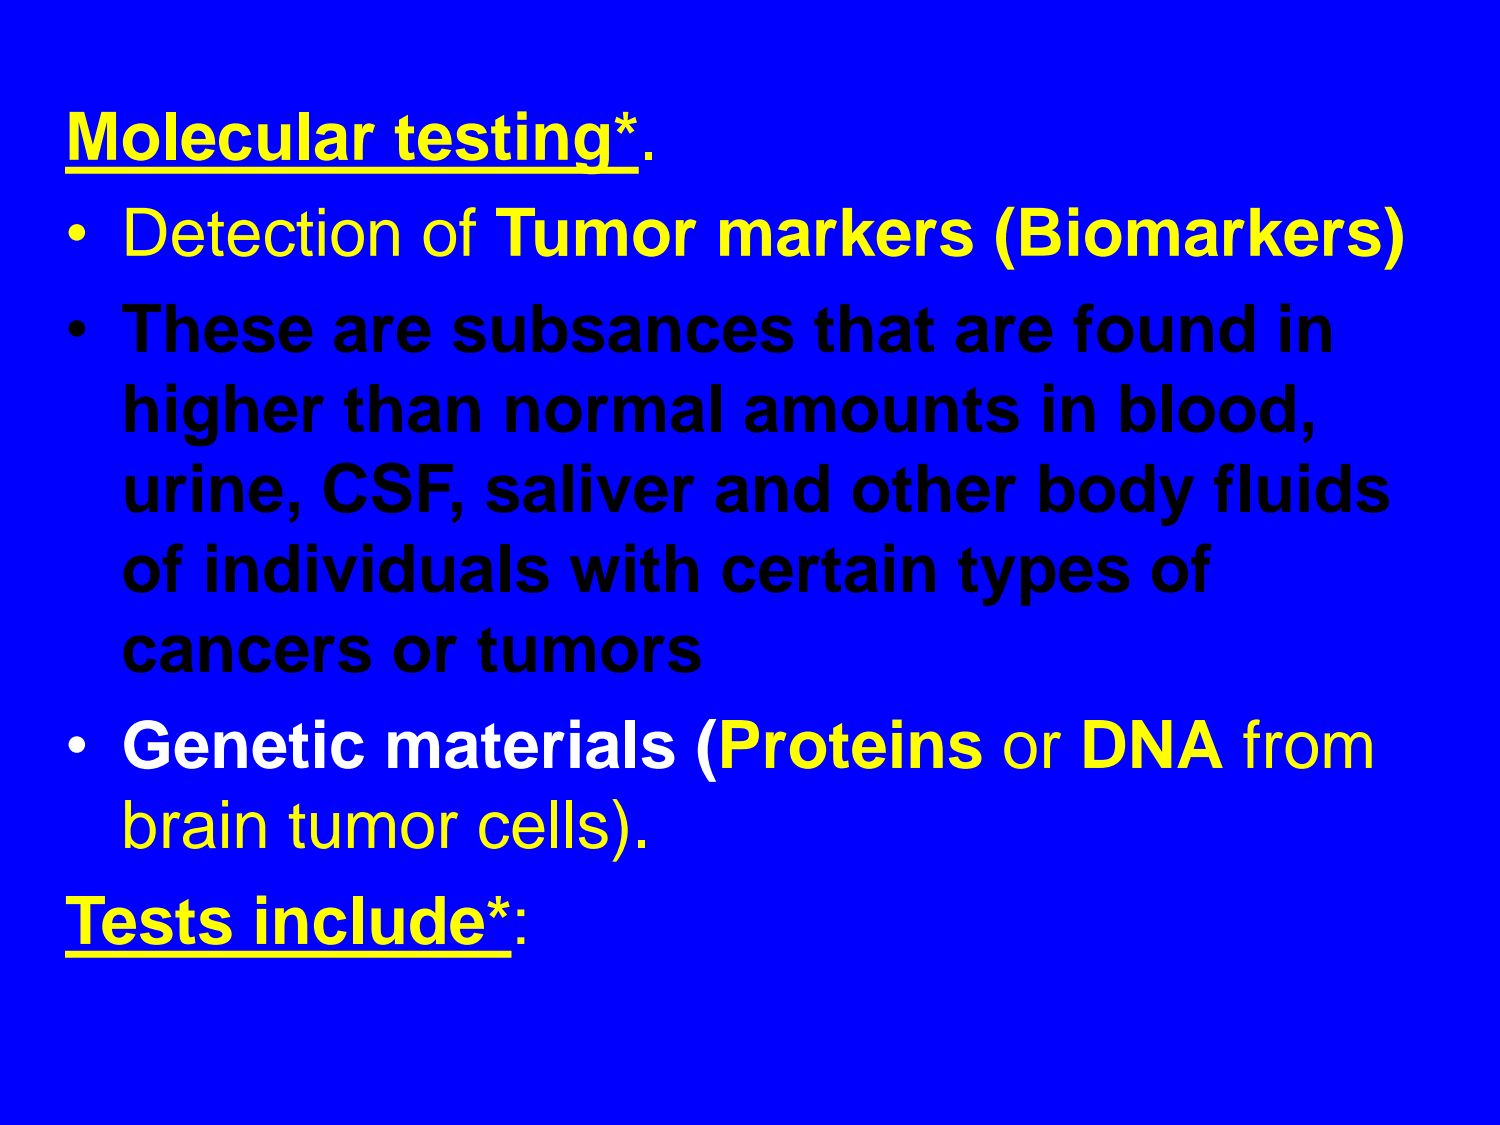 Molecular testing*.
• Detection of Tumor markers (Biomarkers)
• These are subsances that are found in
higher than normal amounts in blood,
urine, CSF, saliver and other body fluids
of individuals with certain types of
cancers or tumors
• Genetic materials (Proteins or DNA from
brain tumor cells).
Tests include*: